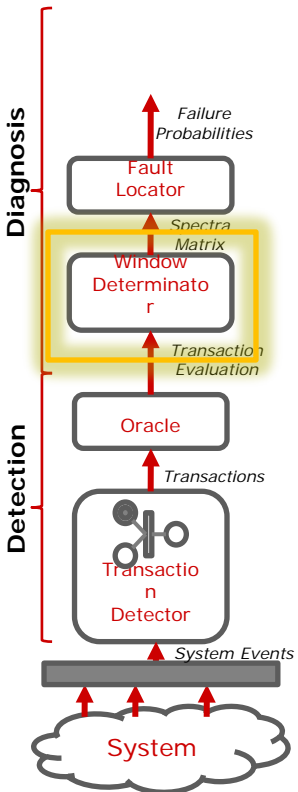 Failure
Probabilities
Fault
Locator
Diagnosis
Spectra
Matrix
Window
Determinato
r
Transaction
Evaluation
Oracle
Detection
Transactions
Transactio
n
Detector
System Events
System